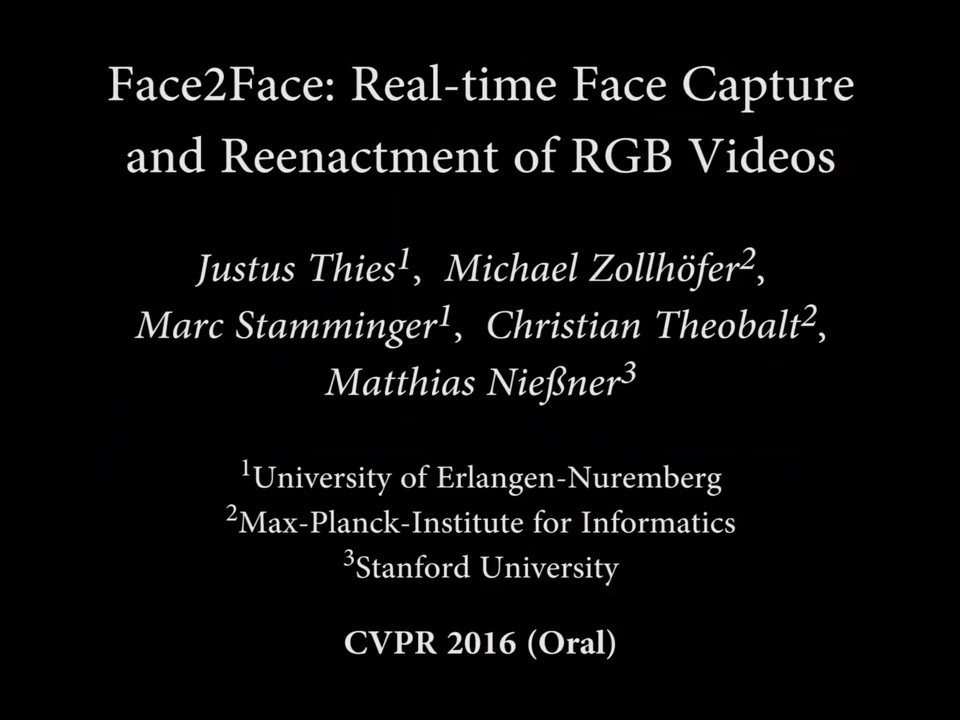 Face2Face: Real-time Face Capture
and Reenactment of RGB Videos
Justus Thies¹, Michael Zollhöfer²,
Marc Stamminger¹, Christian Theobalt²,
Matthias Nießner³
¹University of Erlangen-Nuremberg
²Max-Planck-Institute for Informatics
³Stanford University
CVPR 2016 (Oral)